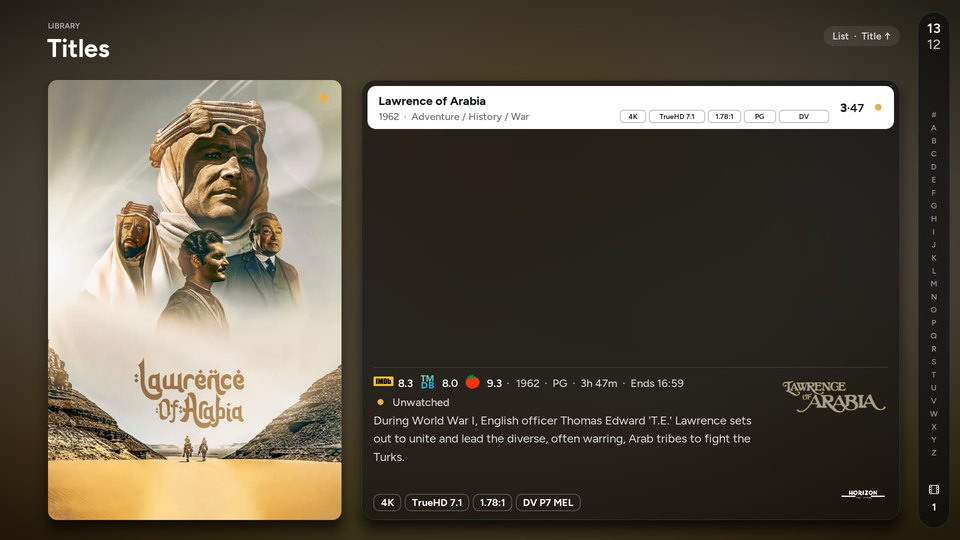 LIBRARY
Titles
List · Title ↑
13
12
Lawrence Of Arabia
Lawrence of Arabia
1962 · Adventure / History / War
4K
TrueHD 7.1
1.78:1
PG
DV
3·47
IMDb 8.3 TMDB 8.0 9.3 · 1962 · PG · 3h 47m · Ends 16:59
Unwatched
During World War I, English officer Thomas Edward 'T.E.' Lawrence sets
out to unite and lead the diverse, often warring, Arab tribes to fight the
Turks.
LAWRENCE
OF ARABIA
4K
TrueHD 7.1
1.78:1
DV P7 MEL
HORIZON
#
A
B
C
D
E
F
G
H
I
J
K
L
M
N
O
P
Q
R
S
T
U
V
W
X
Y
Z
1